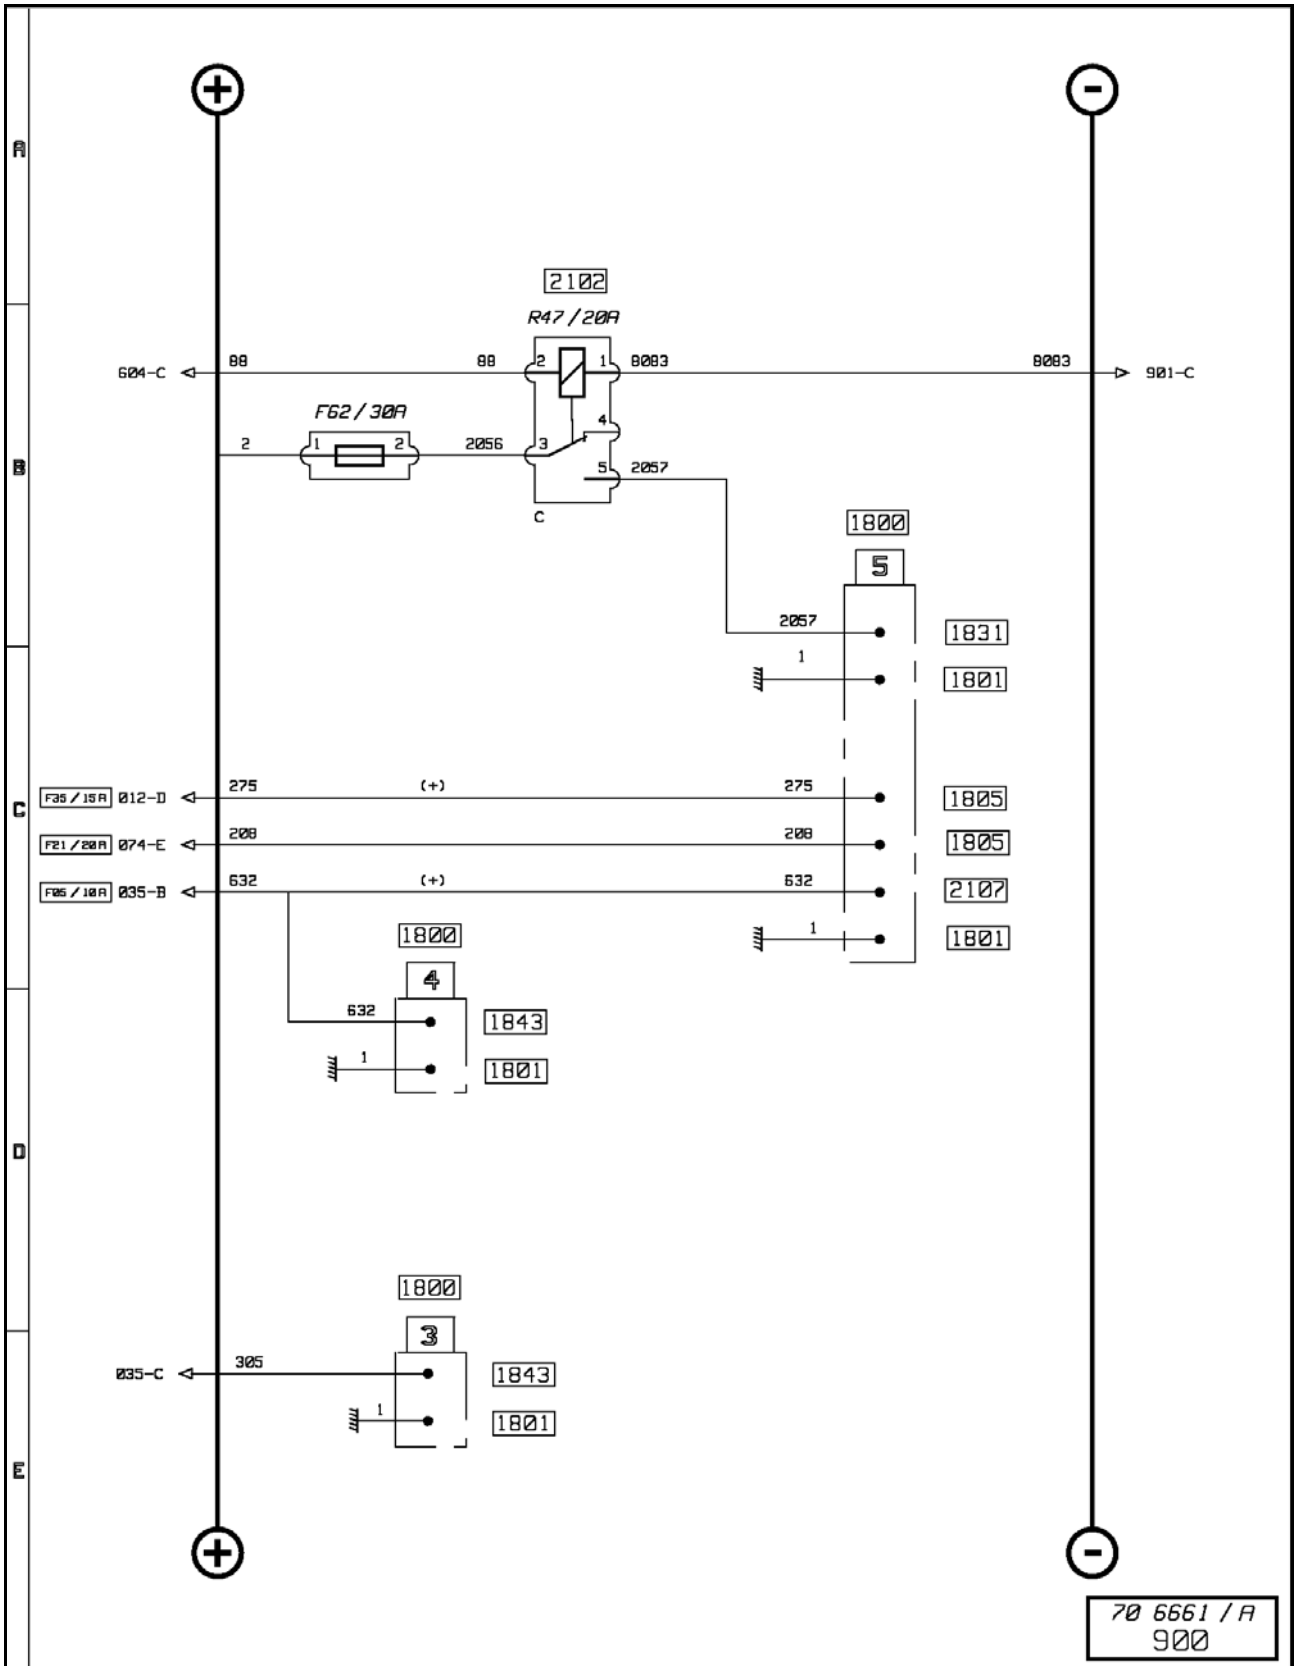 + -
A
2102
R47/20A
604-C 88 88 2 1 8083 8083 901-C
F62/30A
4
2 1 2 2056 3
B
5 2057
C
1800
5
2057 1831
1 1801
C
F35/15A 012-D 275 (+) 275 1805
F21/20A 074-E 208 208 1805
F05/10A 035-B 632 (+) 632 2107
1 1801
1800
4
632 1843
1 1801
D
1800
3
035-C 305 1843
1 1801
E
+ -
70 6661/A
900